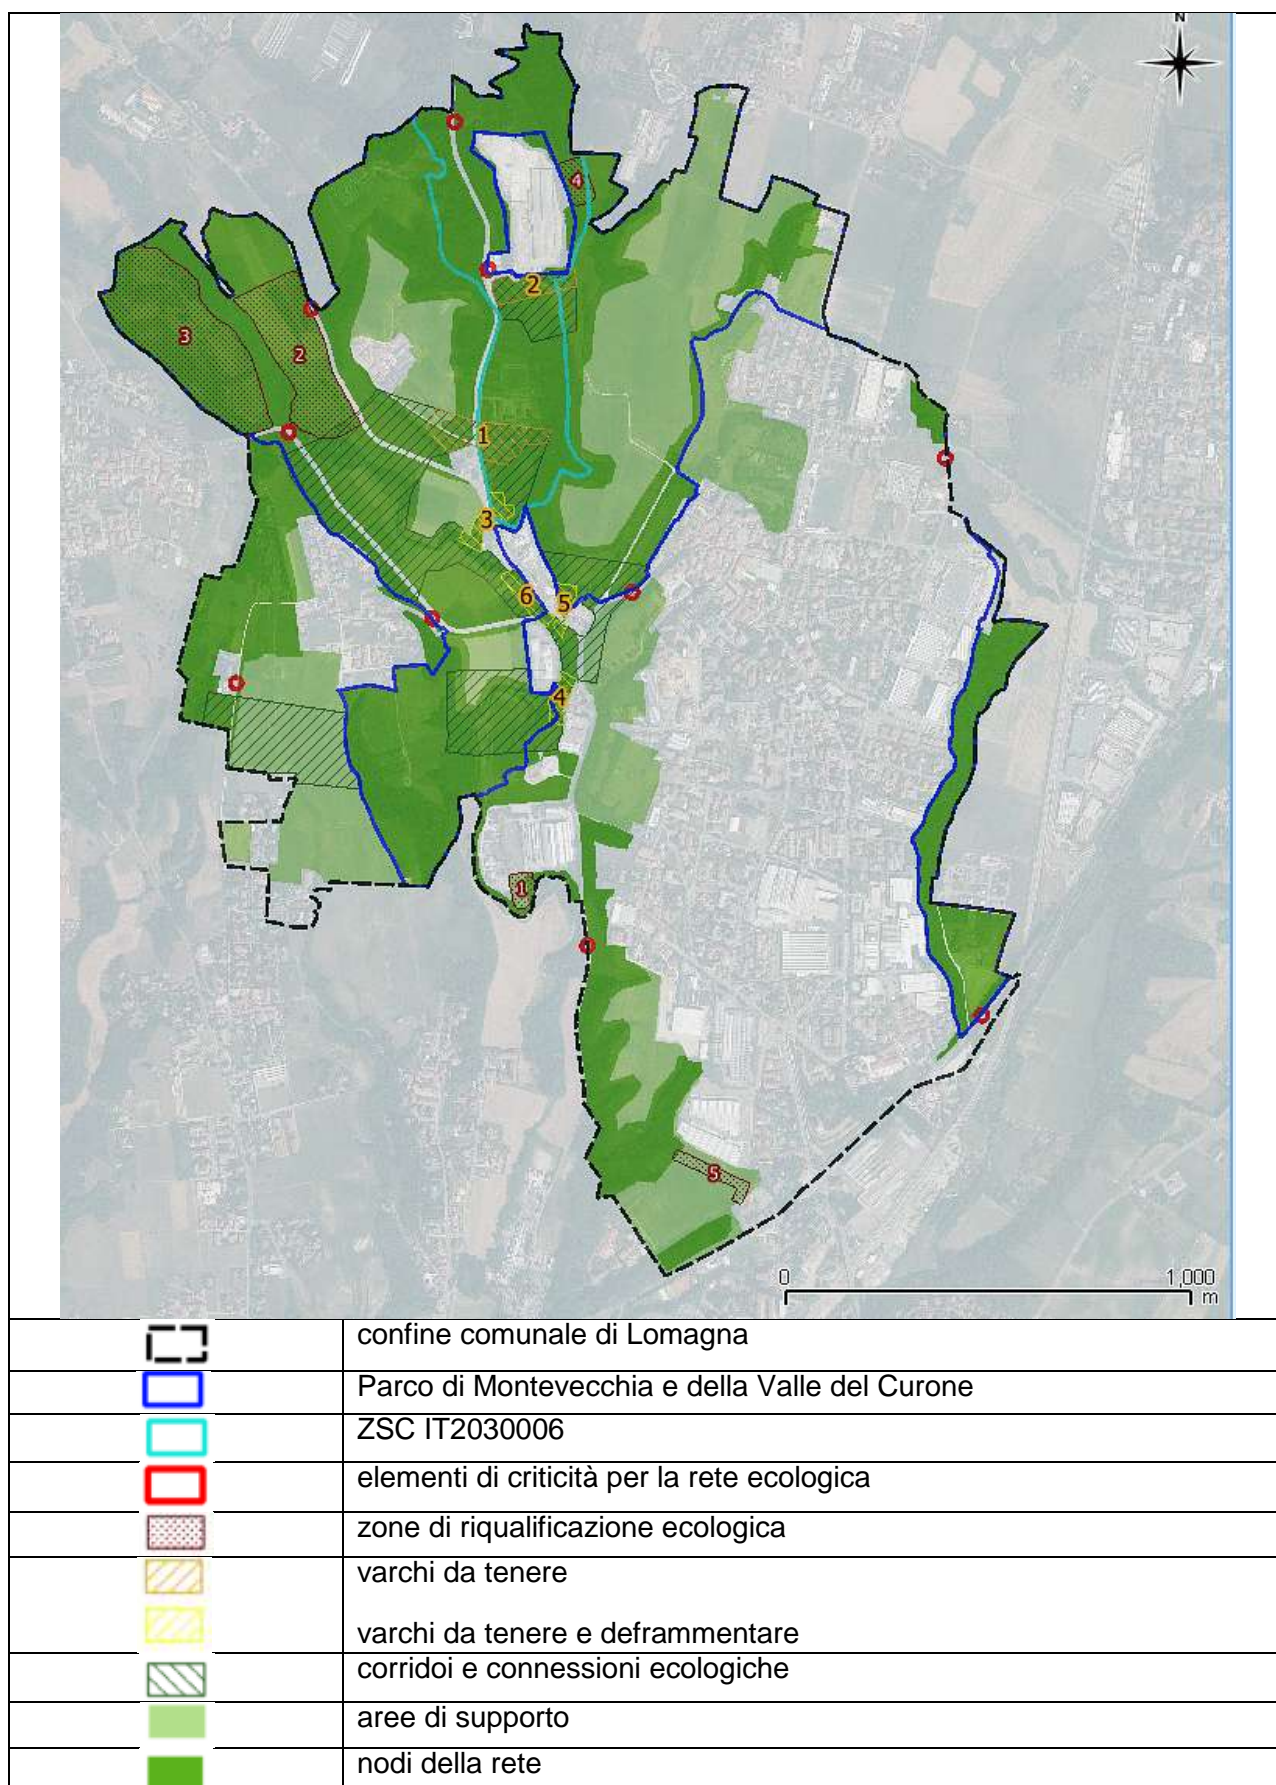 N
4
2
3
2
1
3
6
5
4
1
5
0
1,000
m
confine comunale di Lomagna
Parco di Montevecchia e della Valle del Curone
ZSC IT2030006
elementi di criticità per la rete ecologica
zone di riqualificazione ecologica
varchi da tenere
varchi da tenere e deframmentare
corridoi e connessioni ecologiche
aree di supporto
nodi della rete